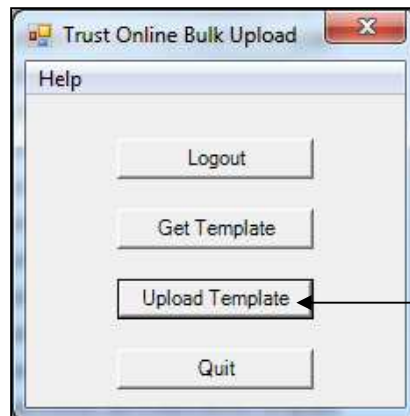 Trust Online Bulk Upload
Help
Logout
Get Template
Upload Template
Quit